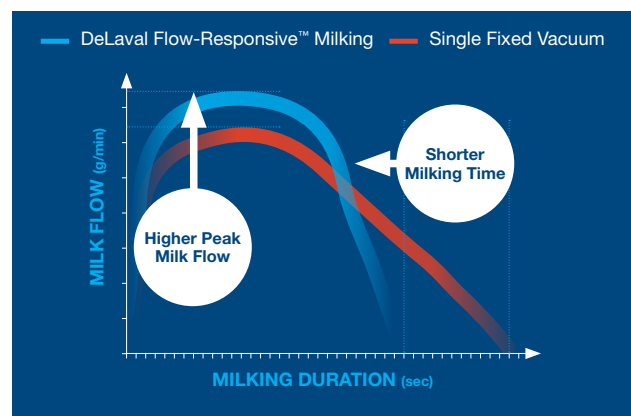 DeLaval Flow-Responsive™ Milking
Single Fixed Vacuum
MILK FLOW (g/min)
Higher Peak
Milk Flow
Shorter
Milking Time
MILKING DURATION (sec)